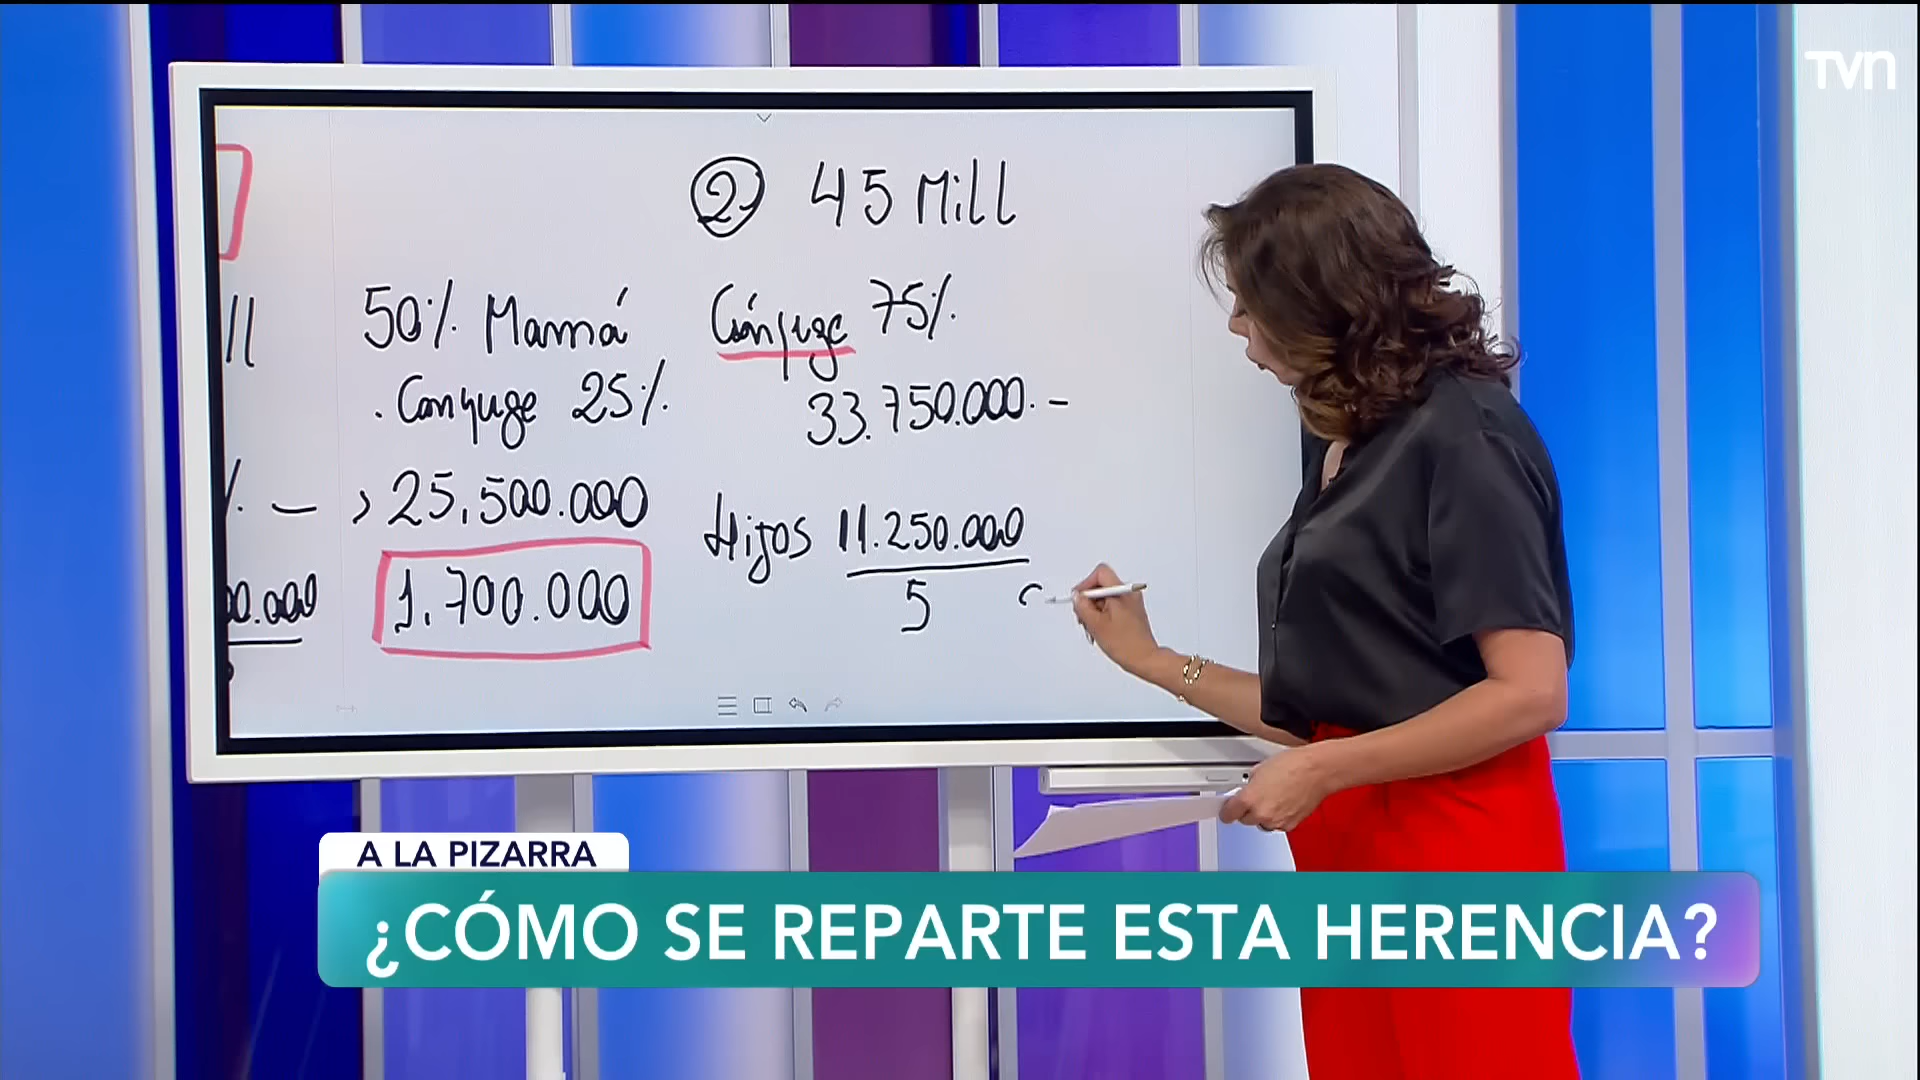 TVN
② 45 Mill
50% Mamá
. Conyuge 25%
25.500.000
1.700.000
Cónyuge 75%
33.750.000.-
Hijos 11.250.000
5
A LA PIZARRA
¿CÓMO SE REPARTE ESTA HERENCIA?